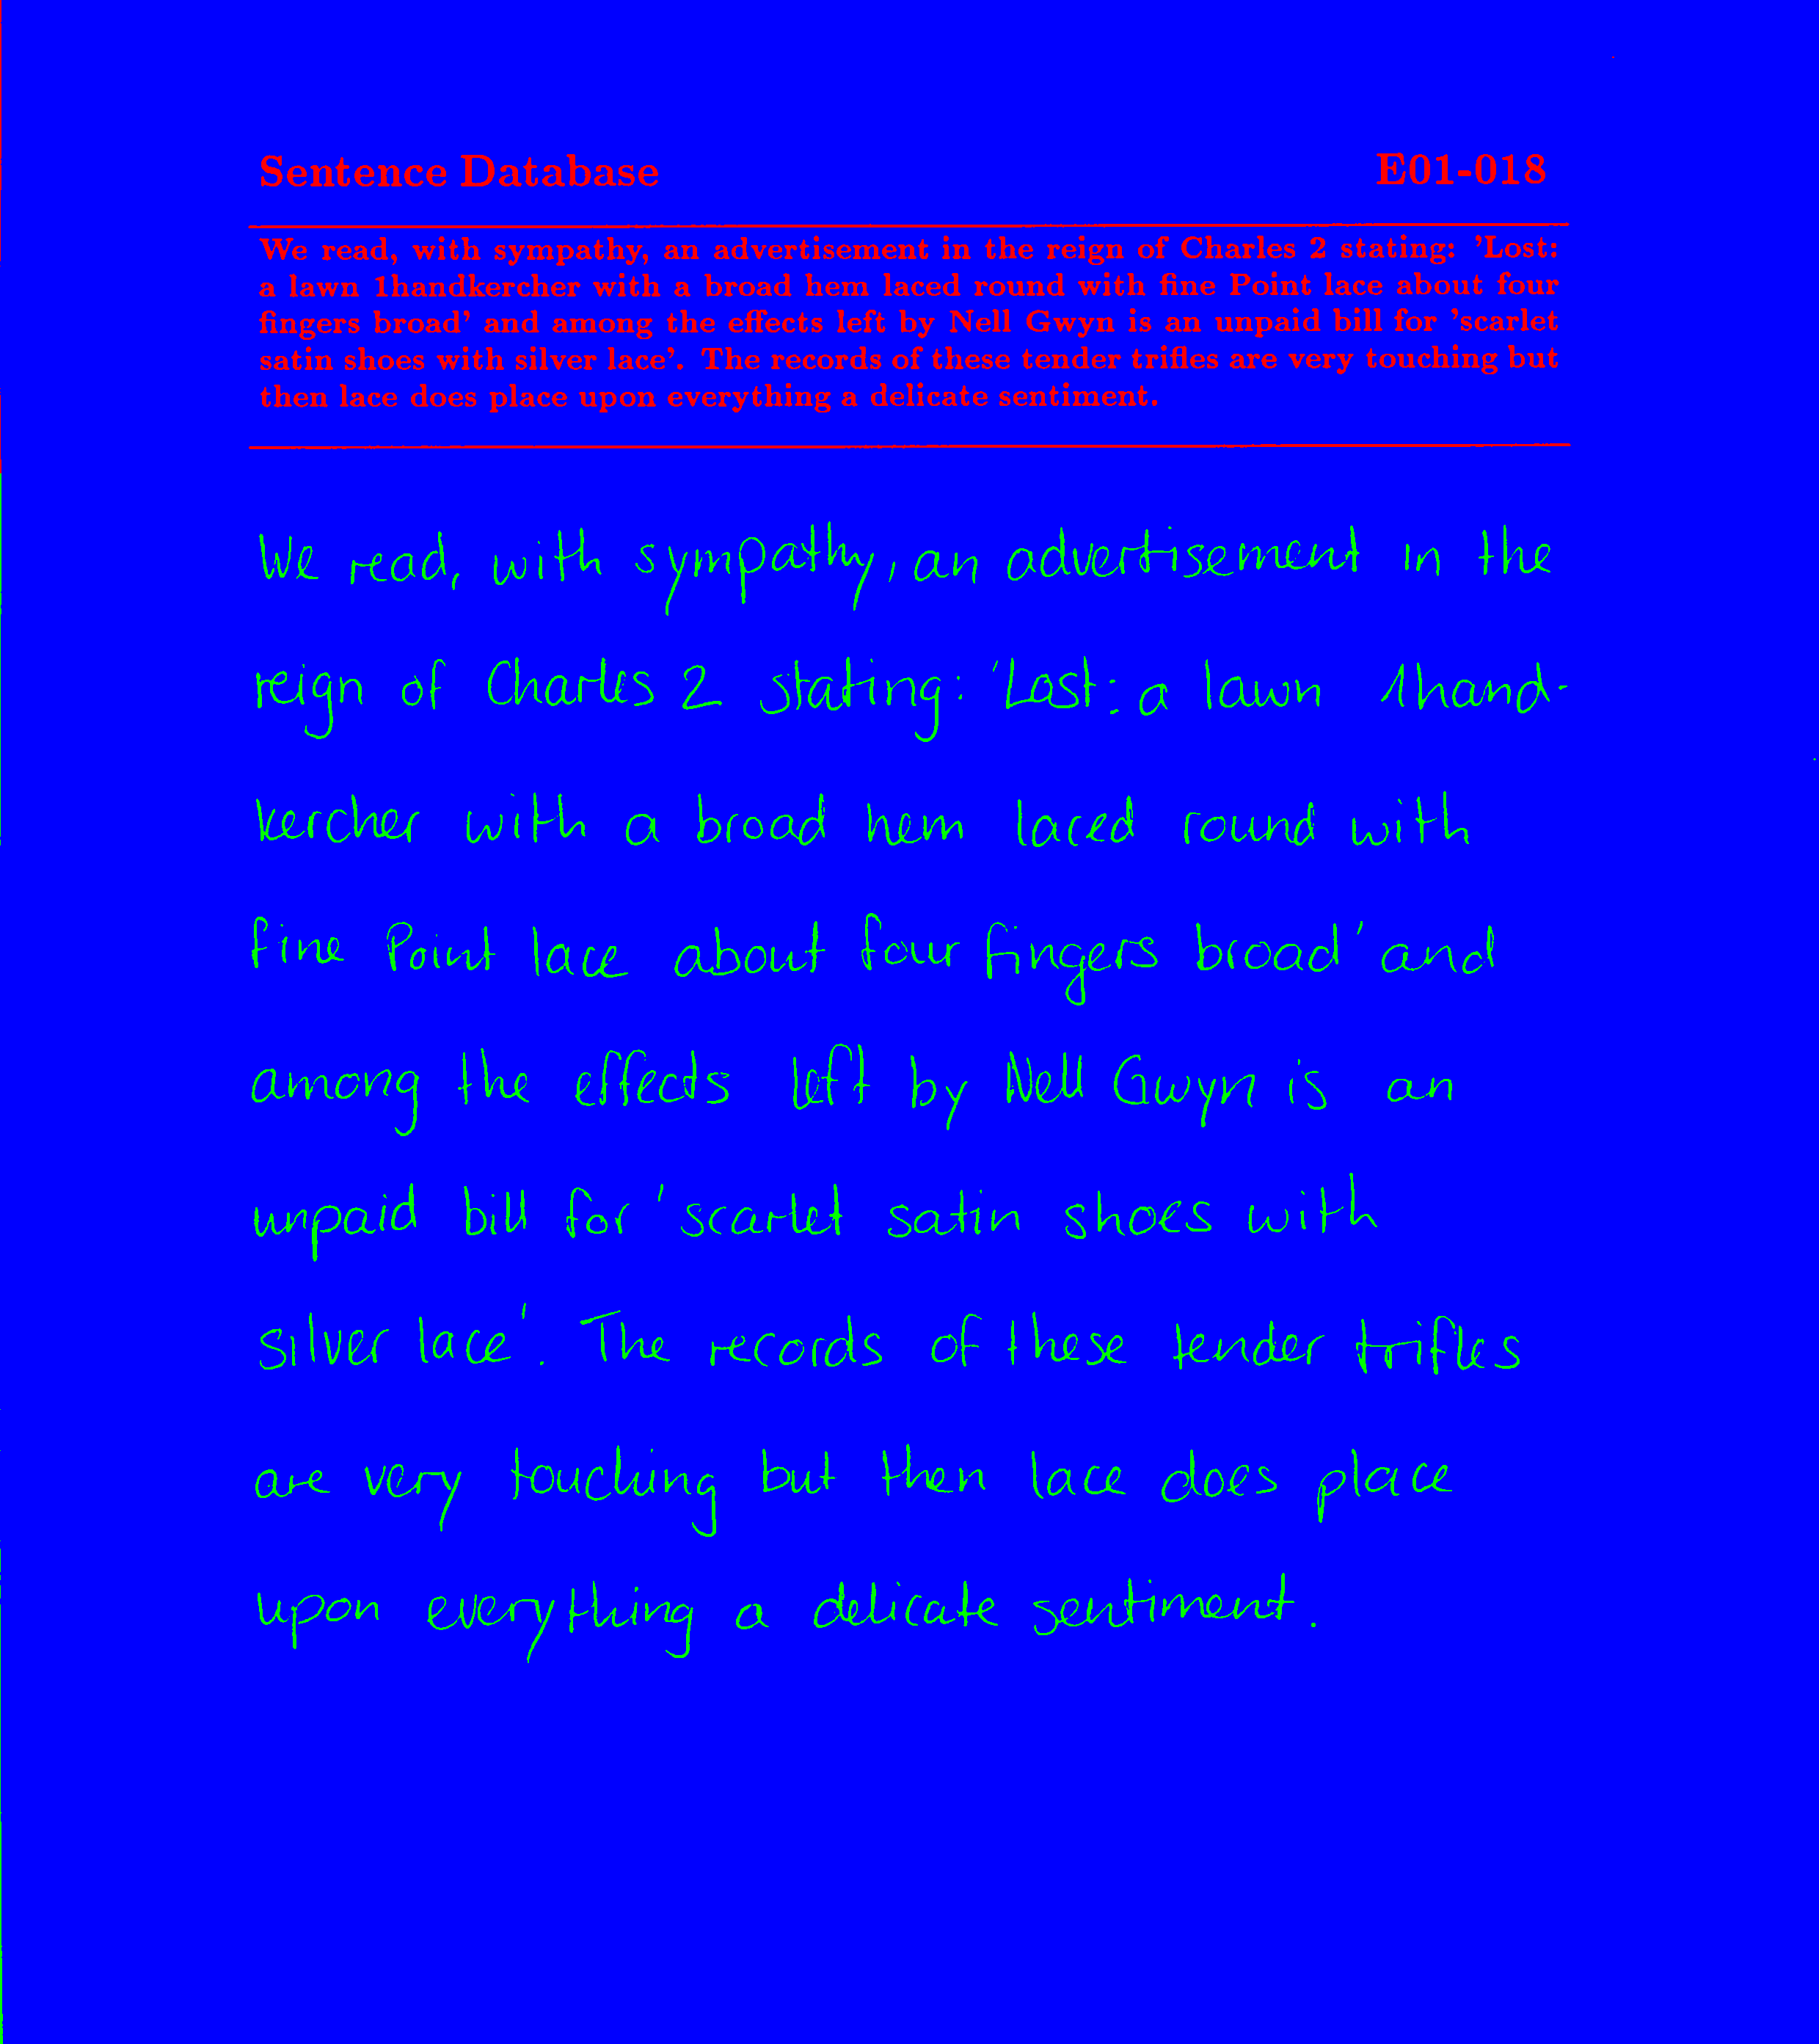 Sentence Database E01-018
We read, with sympathy, an advertisement in the reign of Charles 2 stating: 'Lost:
a lawn 1handkercher with a broad hem laced round with fine Point lace about four
fingers broad' and among the effects left by Nell Gwyn is an unpaid bill for 'scarlet
satin shoes with silver lace'. The records of these tender trifles are very touching but
then lace does place upon everything a delicate sentiment.
We read, with sympathy, an advertisement in the
reign of Charles 2 stating: 'Lost: a lawn 1hand-
kercher with a broad hem laced round with
fine Point lace about four fingers broad' and
among the effects left by Nell Gwyn is an
unpaid bill for 'scarlet satin shoes with
silver lace'. The records of these tender trifles
are very touching but then lace does place
upon everything a delicate sentiment.